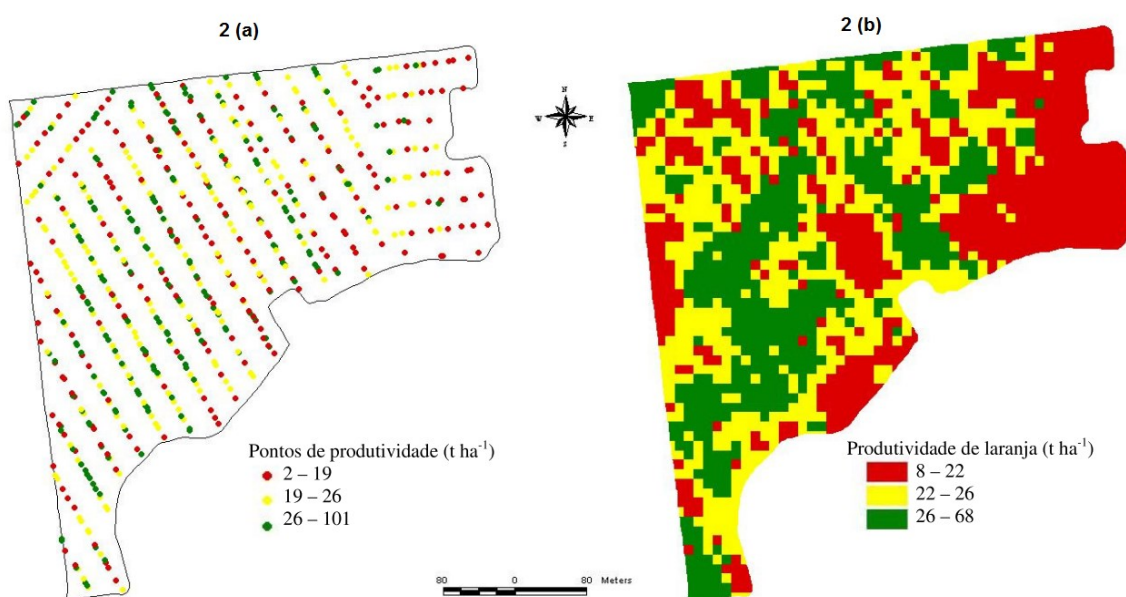 2 (a)
2 (b)
N
W E
S
Pontos de produtividade (t ha⁻¹)
2 – 19
19 – 26
26 – 101
Produtividade de laranja (t ha⁻¹)
8 – 22
22 – 26
26 – 68
80 0 80 Meters